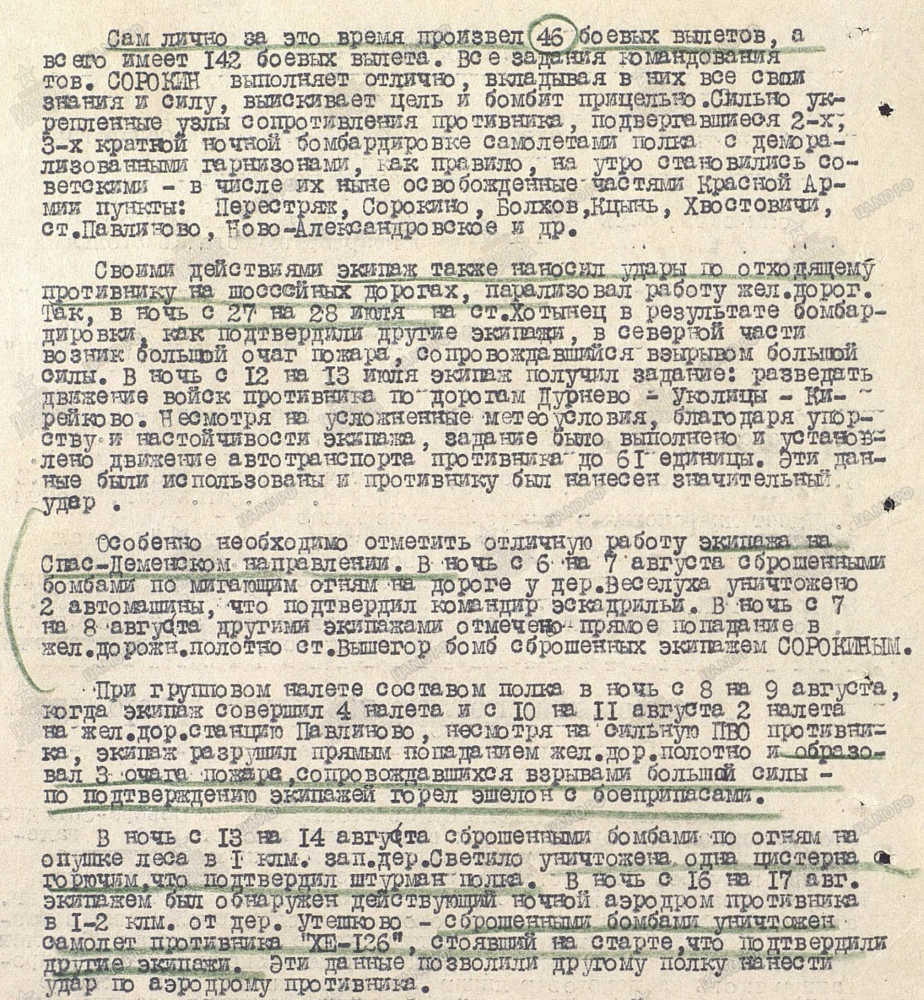 Сам лично за это время произвел 46 боевых вылетов, а
всего имеет 142 боевых вылета. Все задания командования
тов. СОРОКИН выполняет отлично, вкладывая в них все свои
знания и силу, выискивает цель и бомбит прицельно.Сильно ук-
репленные узлы сопротивления противника, подвергавшиеся 2-х,
3-х кратной ночной бомбардировке самолетами полка с демора-
лизованными гарнизонами, как правило, на утро становились со-
ветскими - в числе их ныне освобожденные частями Красной Ар-
мии пункты: Перестряж, Сорокино, Болхов,Кцынь, Хвостовичи,
ст.Павлиново, Ново-Александровское и др.
Своими действиями экипаж также наносил удары по отходящему
противнику на шоссейных дорогах, парализовал работу жел.дорог.
Так, в ночь с 27 на 28 июля на ст.Хотынец в результате бомбар-
дировки, как подтвердили другие экипажи, в северной части
возник большой очаг пожара, сопровождавшийся взрывом большой
силы. В ночь с 12 на 13 июля экипаж получил задание: разведать
движение войск противника по дорогам Дурнево - Уколицы - Ки-
рейково. Несмотря на усложненные метеоусловия, благодаря упор-
ству и настойчивости экипажа, задание было выполнено и установ-
лено движение автотранспорта противника до 61 единицы. Эти дан-
ные были использованы и противнику был нанесен значительный
удар .
Особенно необходимо отметить отличную работу экипажа на
Спас-Деменском направлении. В ночь с 6 на 7 августа сброшенными
бомбами по мигающим огням на дороге у дер.Веселуха уничтожено
2 автомашины, что подтвердил командир эскадрильи. В ночь с 7
на 8 августа другими экипажами отмечено прямое попадание в
жел.дорожн.полотно ст.Вышегор бомб сброшенных экипажем СОРОКИНЫМ.
При групповом налете составом полка в ночь с 8 на 9 августа,
когда экипаж совершил 4 налета и с 10 на 11 августа 2 налета
на жел.дор.станцию Павлиново, несмотря на сильную ПВО противни-
ка, экипаж разрушил прямым попаданием жел.дор.полотно и образо-
вал 3 очага пожара,сопровождавшихся взрывами большой силы -
по подтверждению экипажей горел эшелон с боеприпасами.
В ночь с 13 на 14 августа сброшенными бомбами по огням на
опушке леса в 1 клм. зап.дер.Светило уничтожена одна цистерна с
горючим,что подтвердил штурман полка. В ночь с 16 на 17 авг.
экипажем был обнаружен действующий ночной аэродром противника
в 1-2 клм. от дер. Утешково - сброшенными бомбами уничтожен
самолет противника "ХЕ-126", стоявший на старте,что подтвердили
другие экипажи. Эти данные позволили другому полку нанести
удар по аэродрому противника.